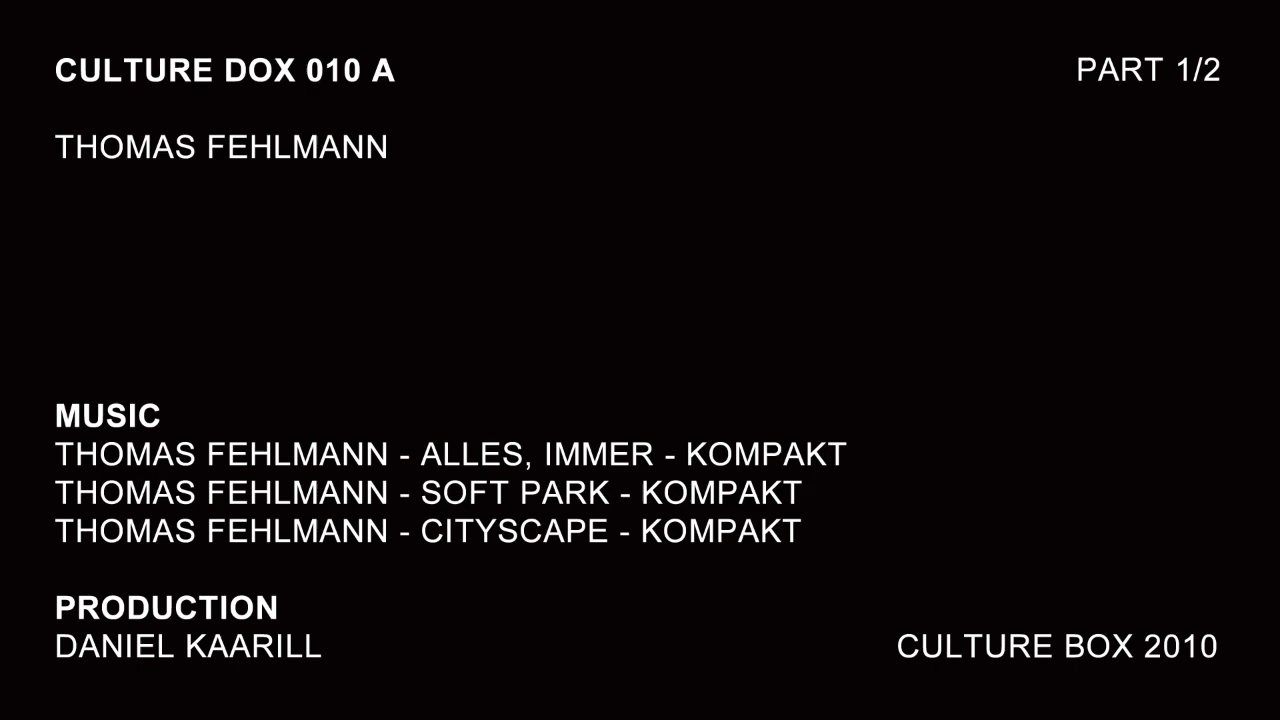 CULTURE DOX 010 A
PART 1/2
THOMAS FEHLMANN
MUSIC
THOMAS FEHLMANN - ALLES, IMMER - KOMPAKT
THOMAS FEHLMANN - SOFT PARK - KOMPAKT
THOMAS FEHLMANN - CITYSCAPE - KOMPAKT
PRODUCTION
DANIEL KAARILL
CULTURE BOX 2010